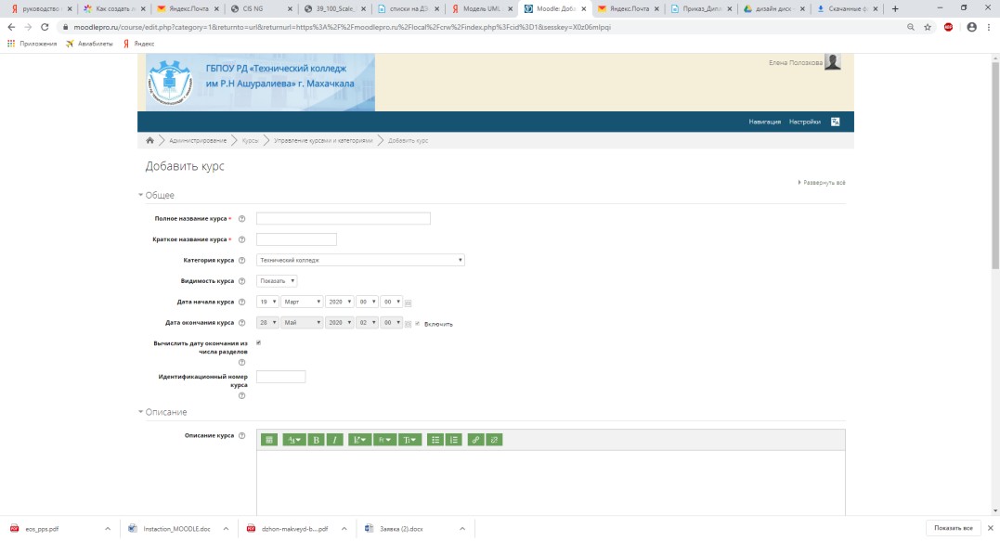 руководство
Как создать
Яндекс.Почта
CIS NG
39_100_Scale_
списки на ДЭ
Модель UML
Moodle: Доба
Яндекс.Почта
Приказ_Дипл
дизайн диск
Скачанные ф
moodlepro.ru/course/edit.php?category=1&returnto=url&returnurl=https%3A%2F%2Fmoodlepro.ru%2Flocal%2Fcrw%2Findex.php%3Fcid%3D1&sesskey=X0z06mlpqi
Приложения Авиабилеты Яндекс
ГБПОУ РД «Технический колледж
им Р.Н Ашуралиева» г. Махачкала
Елена Полозкова
Навигация Настройки
Администрирование Курсы Управление курсами и категориями Добавить курс
Добавить курс
Развернуть всё
Общее
Полное название курса
Краткое название курса
Категория курса Технический колледж
Видимость курса Показать
Дата начала курса 19 Март 2020 00 00
Дата окончания курса 28 Май 2020 02 00 Включить
Вычислить дату окончания из
числа разделов
Идентификационный номер
курса
Описание
Описание курса
eos_pps.pdf Instaction_MOODLE.doc dzhon-makveyd-b....pdf Заявка (2).docx Показать все